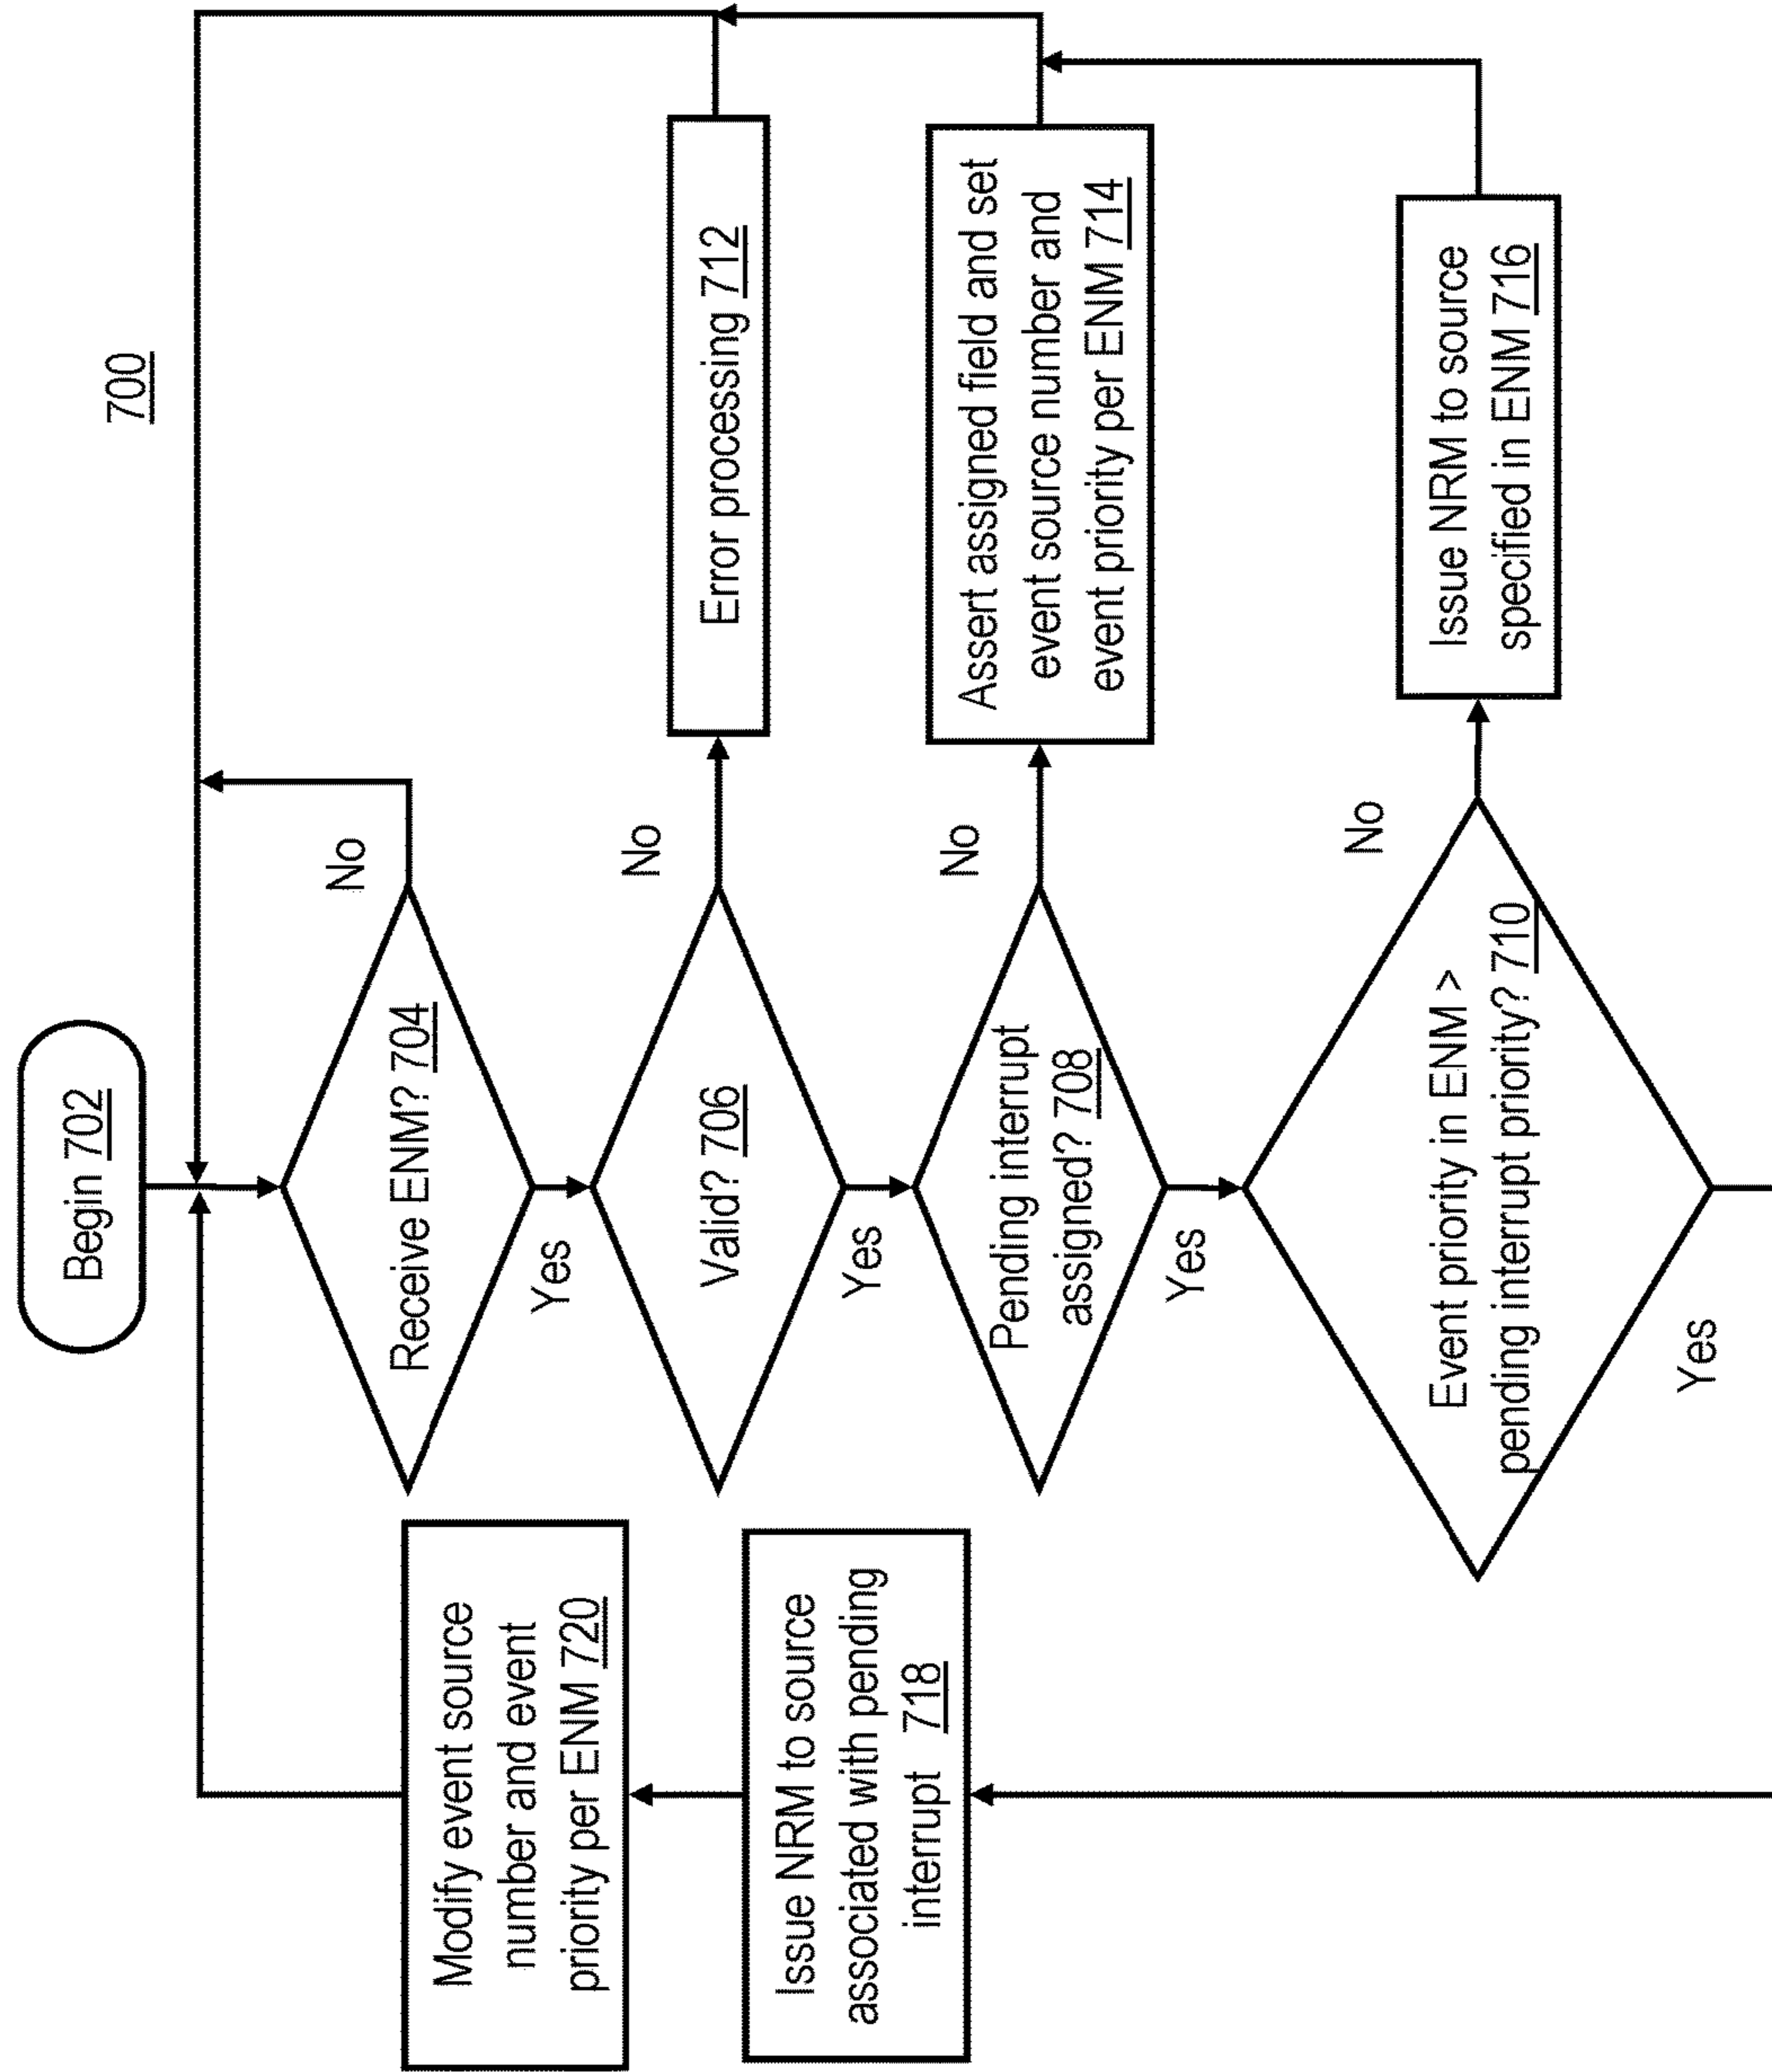 700
Begin 702
Receive ENM? 704
No
Yes
Valid? 706
No
Yes
Error processing 712
Pending interrupt
assigned? 708
No
Yes
Assert assigned field and set
event source number and
event priority per ENM 714
Event priority in ENM >
pending interrupt priority? 710
No
Yes
Issue NRM to source
specified in ENM 716
Issue NRM to source
associated with pending
interrupt 718
Modify event source
number and event
priority per ENM 720